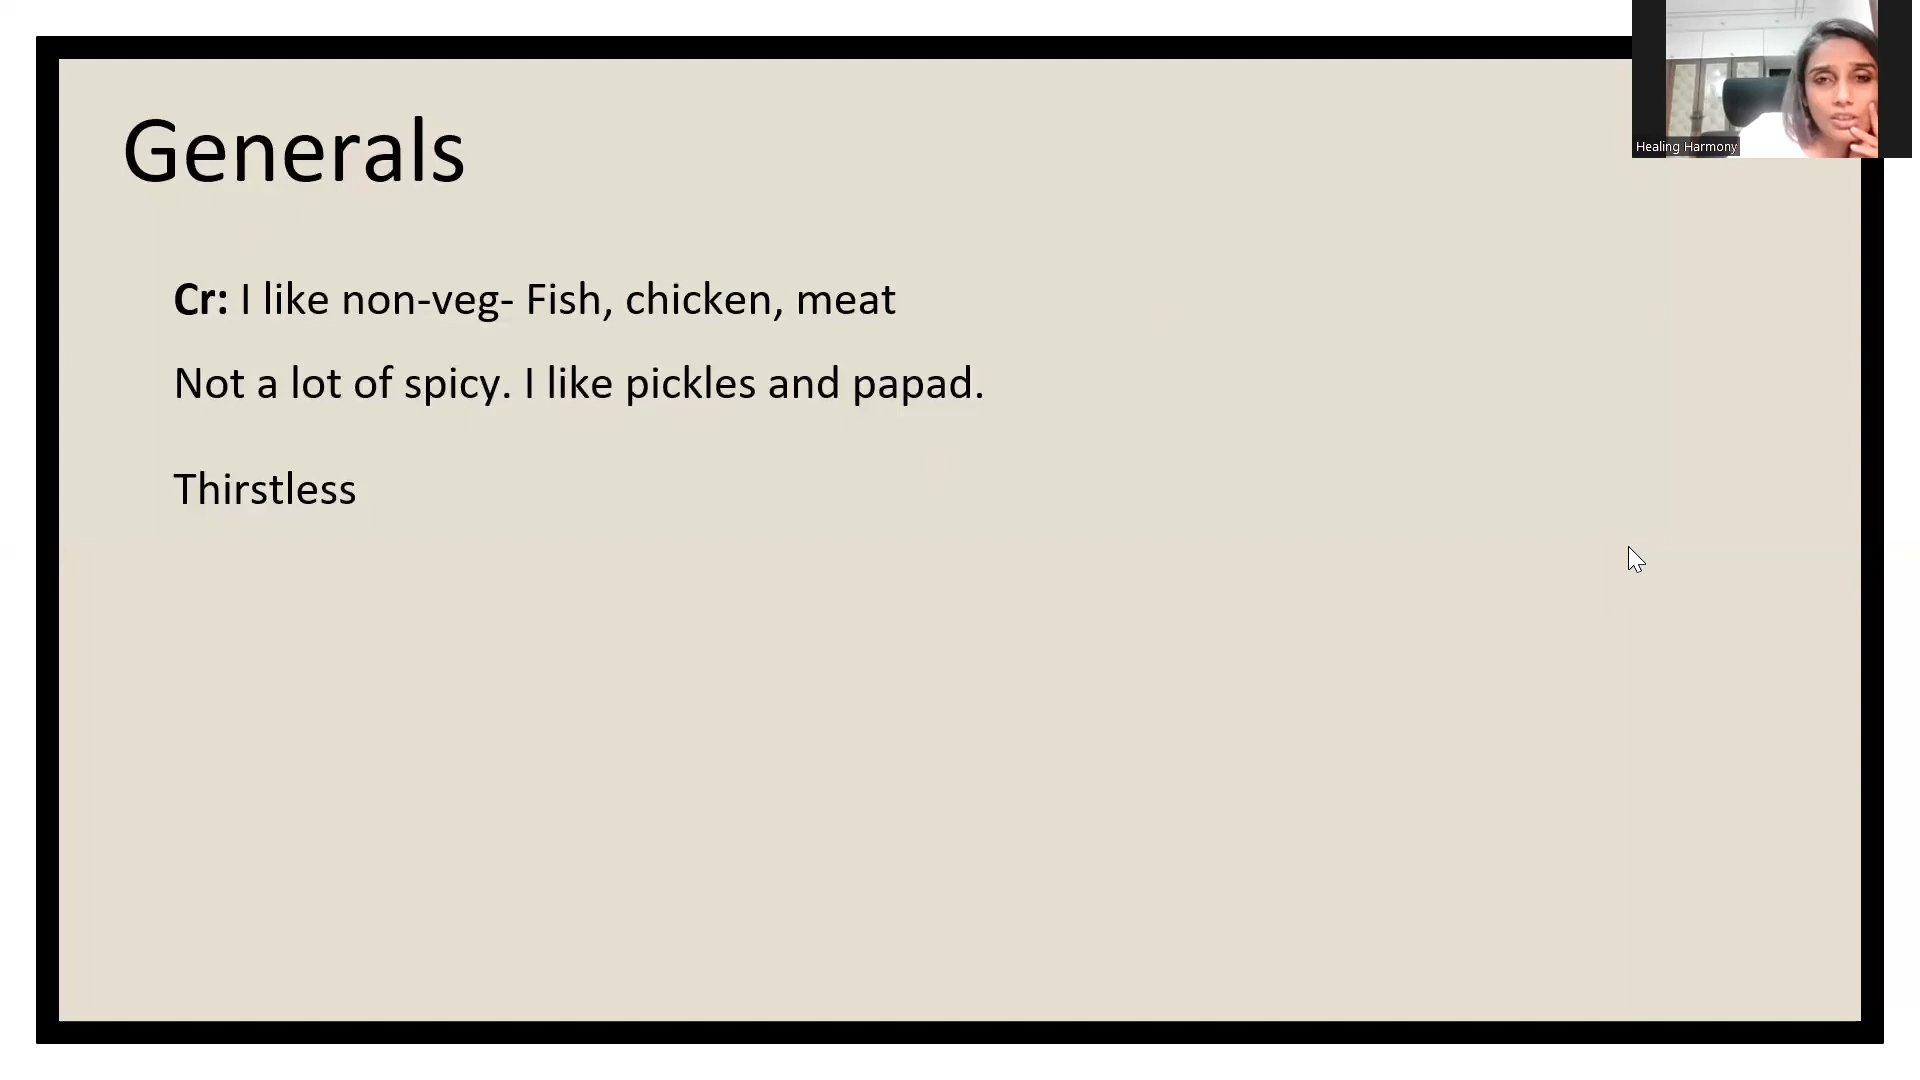 Healing Harmony
Generals
Cr: I like non-veg- Fish, chicken, meat
Not a lot of spicy. I like pickles and papad.
Thirstless